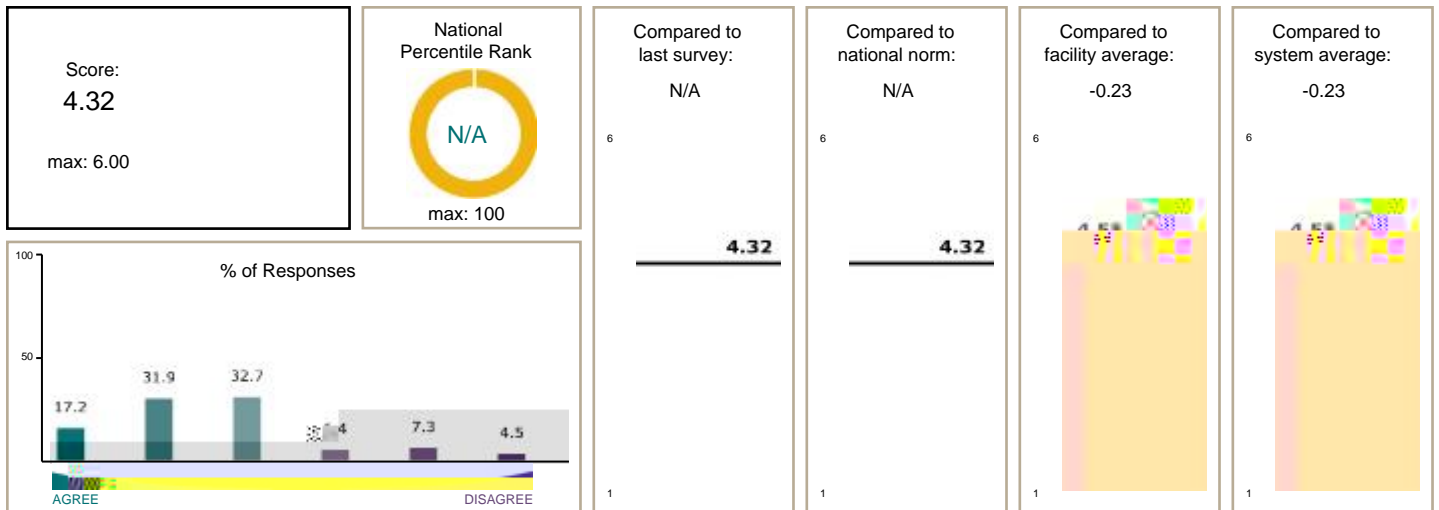 Score:
4.32
max: 6.00
National
Percentile Rank
N/A
max: 100
Compared to
last survey:
N/A
6
4.32
1
Compared to
national norm:
N/A
6
4.32
1
Compared to
facility average:
-0.23
6
1
Compared to
system average:
-0.23
6
1
100
% of Responses
50
17.2
31.9
32.7
7.3
4.5
AGREE
DISAGREE